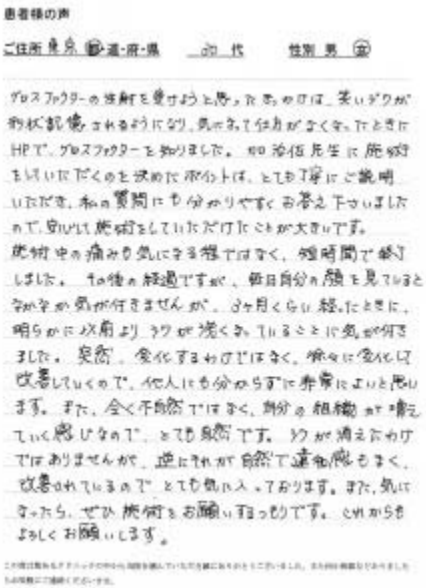 患者様の声
ご住所 東京 都・道・府・県 20 代 性別 男 女
グロスファクターの注射を受けようと思ったきっかけは、笑いジワが
形状記憶されるようになり、気になって仕方がなくなったときに
HPで、グロスファクターを知りました。加治佐先生に施術
をしていただくのを決めたポイントは、とても丁寧にご説明
いただき、私の質問にも分かりやすくお答え下さいました
ので、安心して施術をしていただけたことが大きいです。
施術中の痛みも気になる程ではなく、短時間で終了
しました。その後の経過ですが、毎日自分の顔を見ていると
なかなか気が付きませんが、3ヶ月くらい経ったときに、
明らかに以前よりシワが浅くなっていることに気が付き
ました。突然、変化するわけではなく、徐々に変化して
改善していくので、他人にも分からずに非常によいと思い
ます。また、全く不自然ではなく、自分の組織が増え
ていく感じなので、とても自然です。シワが消えたわけ
ではありませんが、逆にそれが自然で違和感もなく、
改善されているのでとても気に入っております。また、気に
なったら、ぜひ施術をお願いするつもりです。これからも
よろしくお願いします。